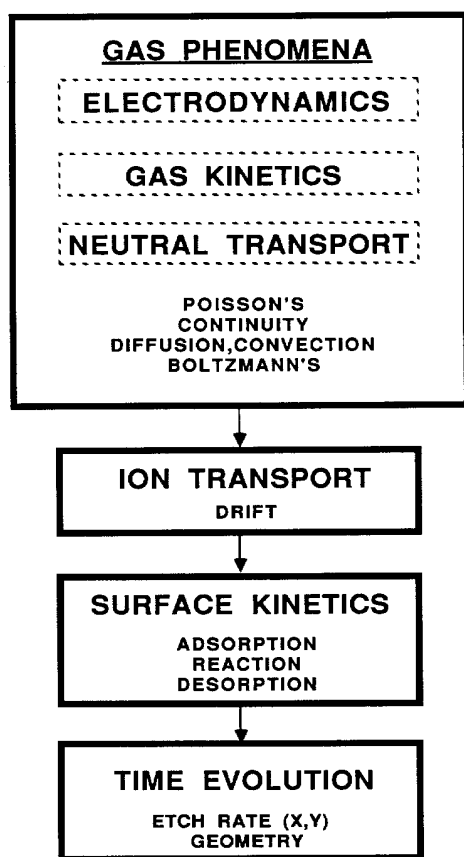 GAS PHENOMENA
ELECTRODYNAMICS
GAS KINETICS
NEUTRAL TRANSPORT
POISSON'S
CONTINUITY
DIFFUSION,CONVECTION
BOLTZMANN'S
ION TRANSPORT
DRIFT
SURFACE KINETICS
ADSORPTION
REACTION
DESORPTION
TIME EVOLUTION
ETCH RATE (X,Y)
GEOMETRY